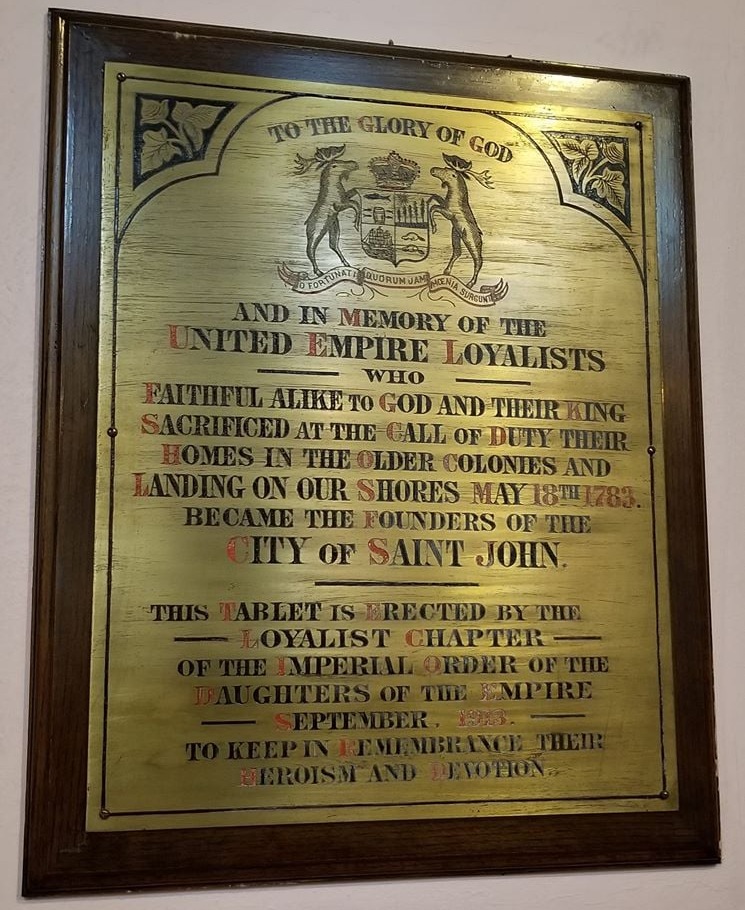 TO THE GLORY OF GOD
O FORTUNATI QUORUM JAM MOENIA SURGUNT
AND IN MEMORY OF THE
UNITED EMPIRE LOYALISTS
WHO
FAITHFUL ALIKE TO GOD AND THEIR KING
SACRIFICED AT THE CALL OF DUTY THEIR
HOMES IN THE OLDER COLONIES AND
LANDING ON OUR SHORES MAY 18TH 1783.
BECAME THE FOUNDERS OF THE
CITY OF SAINT JOHN.
THIS TABLET IS ERECTED BY THE
LOYALIST CHAPTER
OF THE IMPERIAL ORDER OF THE
DAUGHTERS OF THE EMPIRE
SEPTEMBER.
TO KEEP IN REMEMBRANCE THEIR
HEROISM AND DEVOTION.